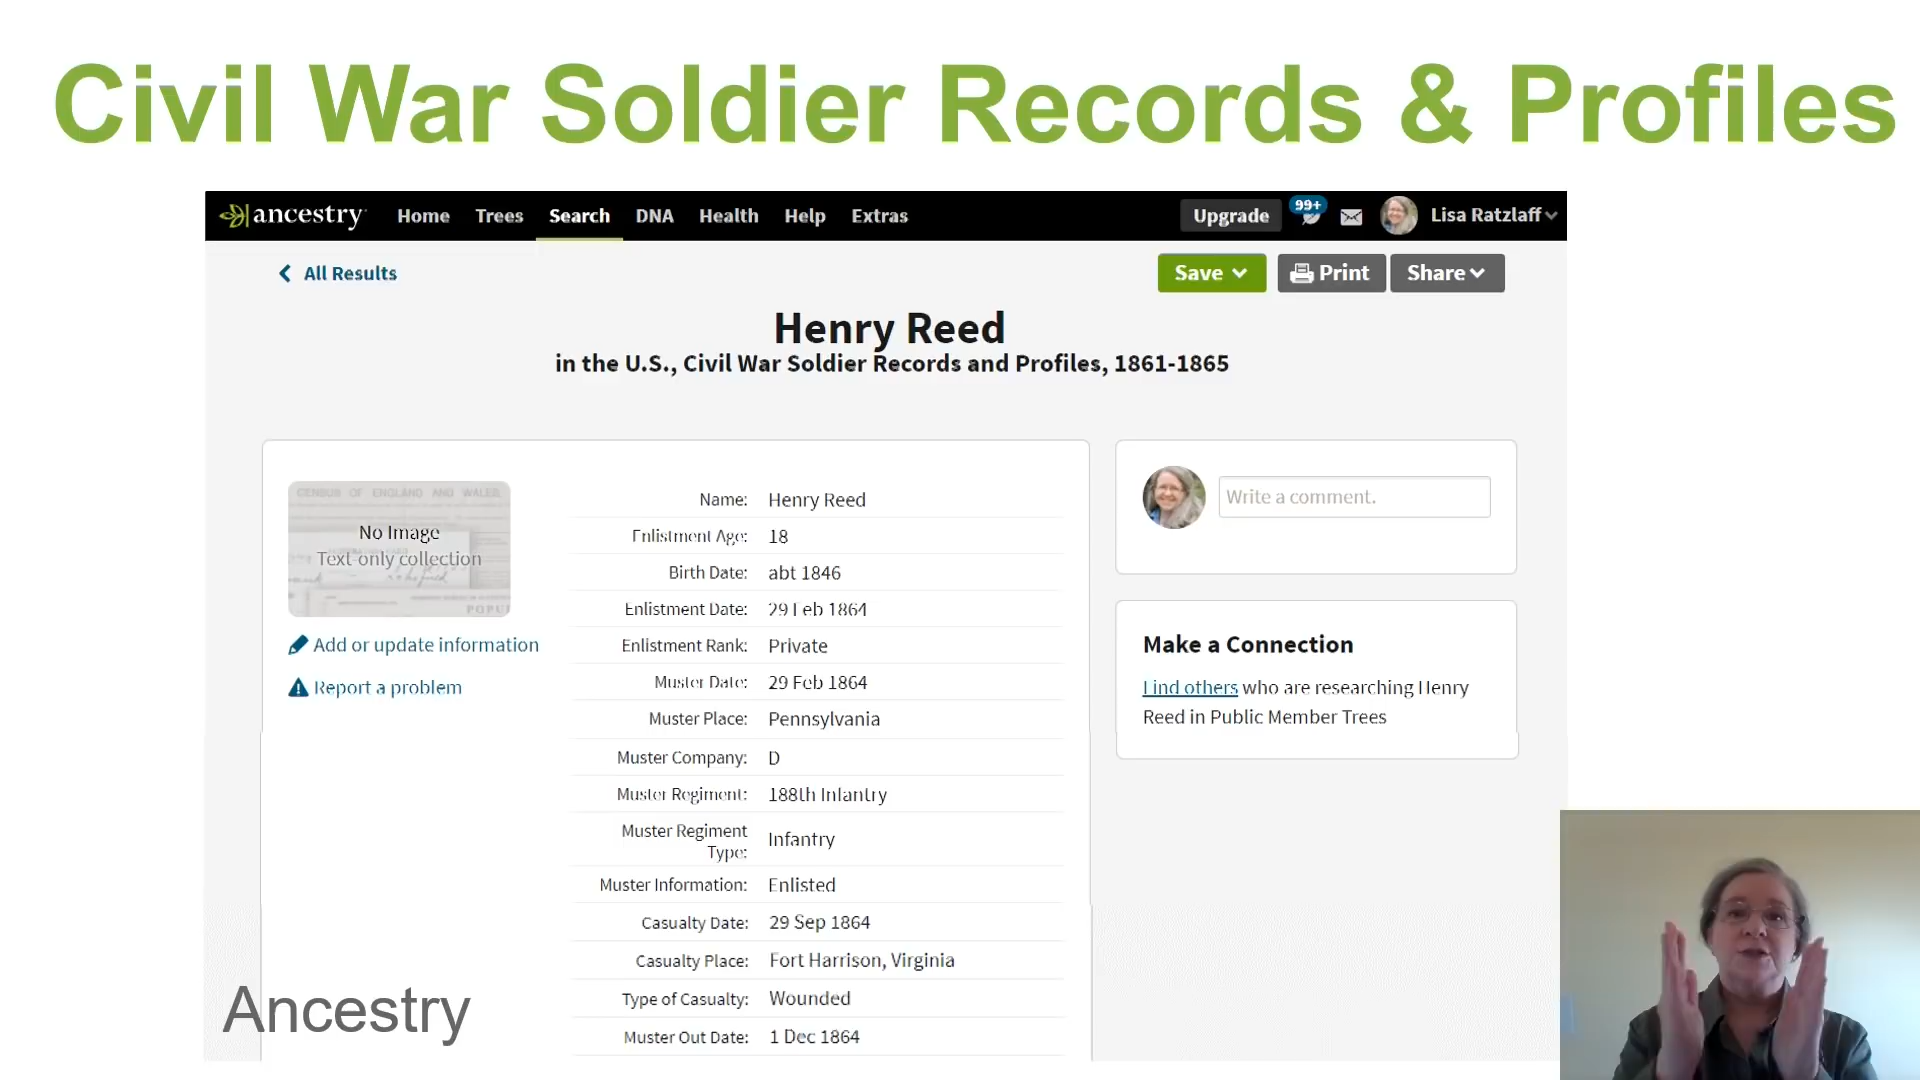 Civil War Soldier Records & Profiles
ancestry Home Trees Search DNA Health Help Extras Upgrade 99+ Lisa Ratzlaff
All Results Save Print Share
Henry Reed
in the U.S., Civil War Soldier Records and Profiles, 1861-1865
CENSUS OF ENGLAND AND WALES,
No Image
Text-only collection
POPU
Add or update information
Report a problem
Name: Henry Reed
Enlistment Age: 18
Birth Date: abt 1846
Enlistment Date: 29 Feb 1864
Enlistment Rank: Private
Muster Date: 29 Feb 1864
Muster Place: Pennsylvania
Muster Company: D
Muster Regiment: 188th Infantry
Muster Regiment
Type: Infantry
Muster Information: Enlisted
Casualty Date: 29 Sep 1864
Casualty Place: Fort Harrison, Virginia
Type of Casualty: Wounded
Muster Out Date: 1 Dec 1864
Write a comment.
Make a Connection
Find others who are researching Henry
Reed in Public Member Trees
Ancestry